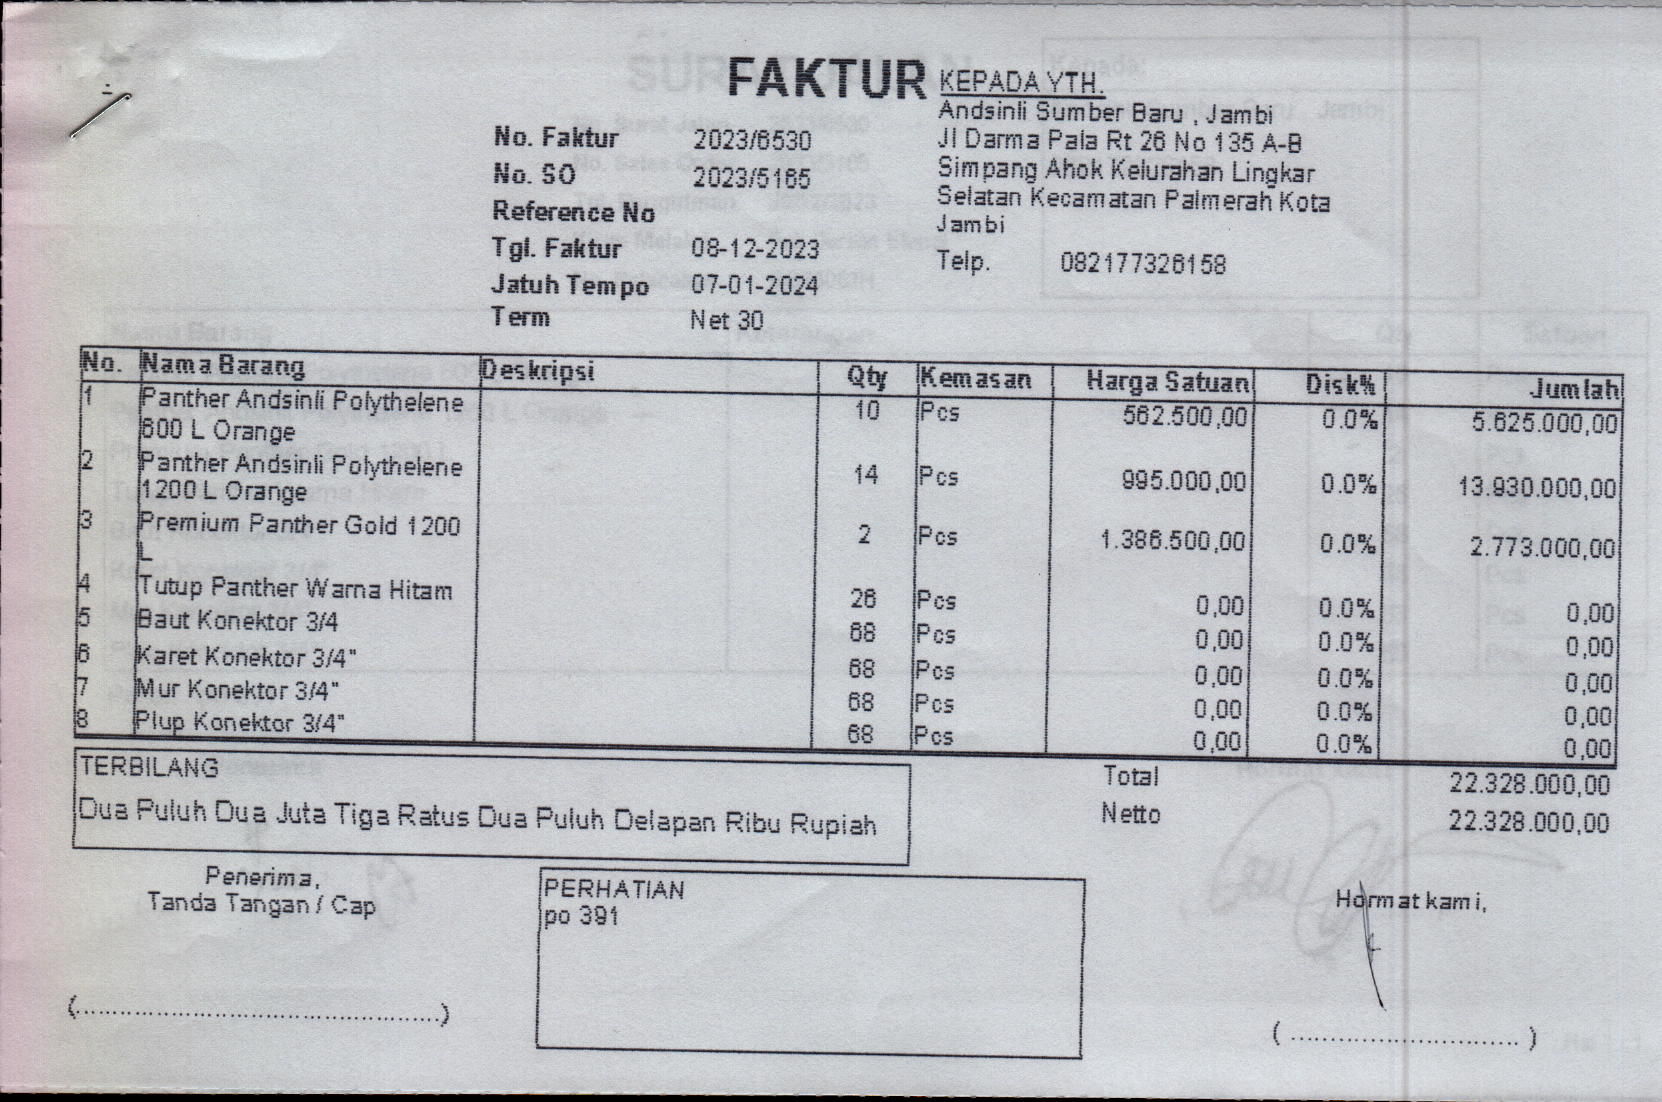 FAKTUR
No. Faktur 2023/6530
No. SO 2023/5165
Reference No
Tgl. Faktur 08-12-2023
Jatuh Tempo 07-01-2024
Term Net 30
KEPADA YTH.
Andsinli Sumber Baru , Jambi
Jl Darma Pala Rt 26 No 135 A-B
Simpang Ahok Kelurahan Lingkar
Selatan Kecamatan Palmerah Kota
Jambi
Telp. 082177326158
No. Nama Barang Deskripsi Qty Kemasan Harga Satuan Disk% Jumlah
1 Panther Andsinli Polythelene 10 Pcs 562.500,00 0.0% 5.625.000,00
600 L Orange
2 Panther Andsinli Polythelene 14 Pcs 995.000,00 0.0% 13.930.000,00
1200 L Orange
3 Premium Panther Gold 1200 2 Pcs 1.386.500,00 0.0% 2.773.000,00
L
4 Tutup Panther Warna Hitam 26 Pcs 0,00 0.0% 0,00
5 Baut Konektor 3/4 68 Pcs 0,00 0.0% 0,00
6 Karet Konektor 3/4" 68 Pcs 0,00 0.0% 0,00
7 Mur Konektor 3/4" 68 Pcs 0,00 0.0% 0,00
8 Plup Konektor 3/4" 68 Pcs 0,00 0.0% 0,00
TERBILANG
Dua Puluh Dua Juta Tiga Ratus Dua Puluh Delapan Ribu Rupiah
Total 22.328.000,00
Netto 22.328.000,00
Penerima,
Tanda Tangan / Cap
(................................................)
PERHATIAN
po 391
Hormat kami,
( .............................. )